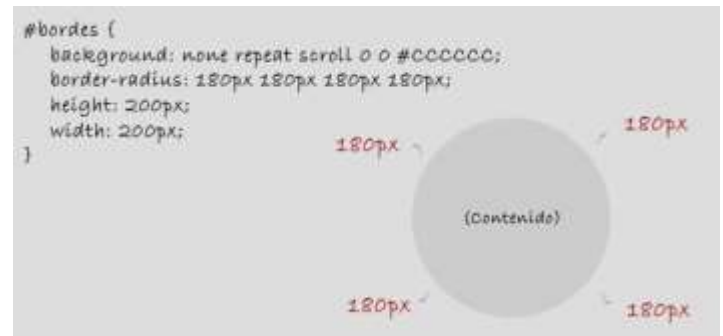 #bordes {
background: none repeat scroll 0 0 #CCCCCC;
border-radius: 180px 180px 180px 180px;
height: 200px;
width: 200px;
}
180px
180px
(Contenido)
180px
180px